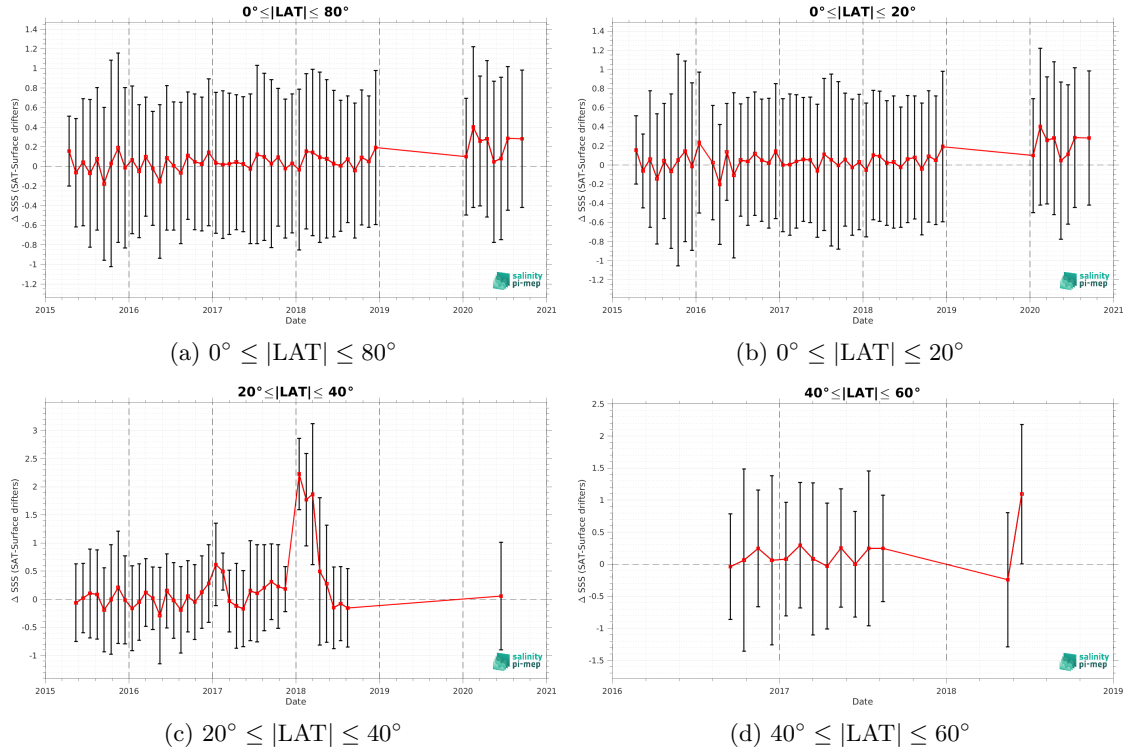 0°≤|LAT|≤ 80°
Δ SSS (SAT-Surface drifters)
1.4
1.2
1
0.8
0.6
0.4
0.2
0
-0.2
-0.4
-0.6
-0.8
-1
-1.2
2015 2016 2017 2018 2019 2020 2021
Date
salinity
pi-mep
(a) 0° ≤ |LAT| ≤ 80°
0°≤|LAT|≤ 20°
Δ SSS (SAT-Surface drifters)
1.4
1.2
1
0.8
0.6
0.4
0.2
0
-0.2
-0.4
-0.6
-0.8
-1
-1.2
2015 2016 2017 2018 2019 2020 2021
Date
salinity
pi-mep
(b) 0° ≤ |LAT| ≤ 20°
20°≤|LAT|≤ 40°
Δ SSS (SAT-Surface drifters)
3
2.5
2
1.5
1
0.5
0
-0.5
-1
2015 2016 2017 2018 2019 2020 2021
Date
salinity
pi-mep
(c) 20° ≤ |LAT| ≤ 40°
40°≤|LAT|≤ 60°
Δ SSS (SAT-Surface drifters)
2.5
2
1.5
1
0.5
0
-0.5
-1
-1.5
2016 2017 2018 2019
Date
salinity
pi-mep
(d) 40° ≤ |LAT| ≤ 60°